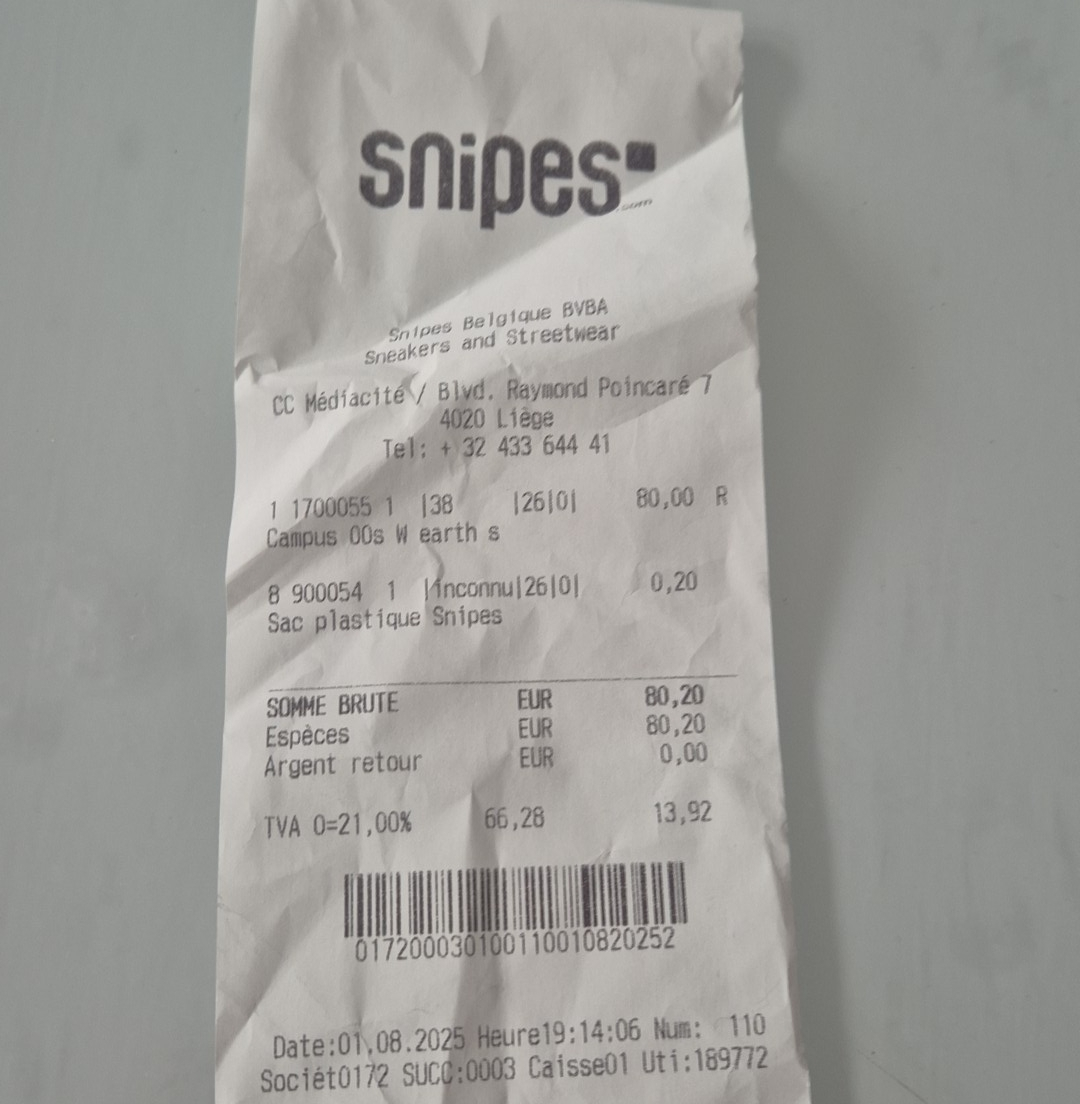 snipes
.com
Snipes Belgique BVBA
Sneakers and Streetwear
CC Médiacité / Blvd. Raymond Poincaré 7
4020 Liège
Tel: + 32 433 644 41
1 1700055 1 |38 |26|0| 80,00 R
Campus 00s W earth s
8 900054 1 |inconnu|26|0| 0,20
Sac plastique Snipes
SOMME BRUTE EUR 80,20
Espèces EUR 80,20
Argent retour EUR 0,00
TVA 0=21,00% 66,28 13,92
017200030100110010820252
Date:01.08.2025 Heure19:14:06 Num: 110
Sociét0172 SUCC:0003 Caisse01 Uti:189772